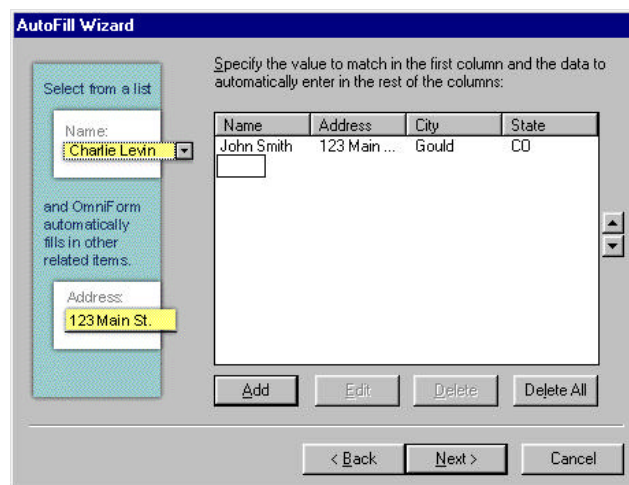 AutoFill Wizard
Select from a list
Name:
Charlie Levin
and OmniForm
automatically
fills in other
related items.
Address:
123 Main St.
Specify the value to match in the first column and the data to
automatically enter in the rest of the columns:
Name Address City State
John Smith 123 Main ... Gould CO
Add Edit Delete Delete All
< Back Next > Cancel